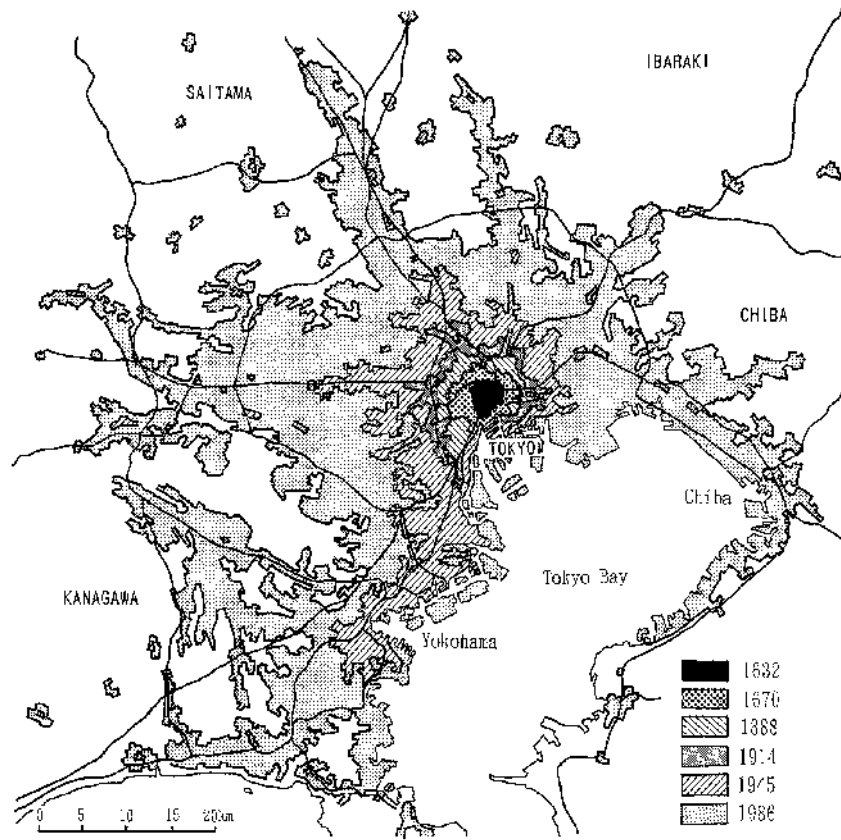 IBARAKI
SAITAMA
CHIBA
TOKYO
Chiba
Tokyo Bay
KANAGAWA
Yokohama
1632
1670
1888
1914
1945
1986
0 5 10 15 20km